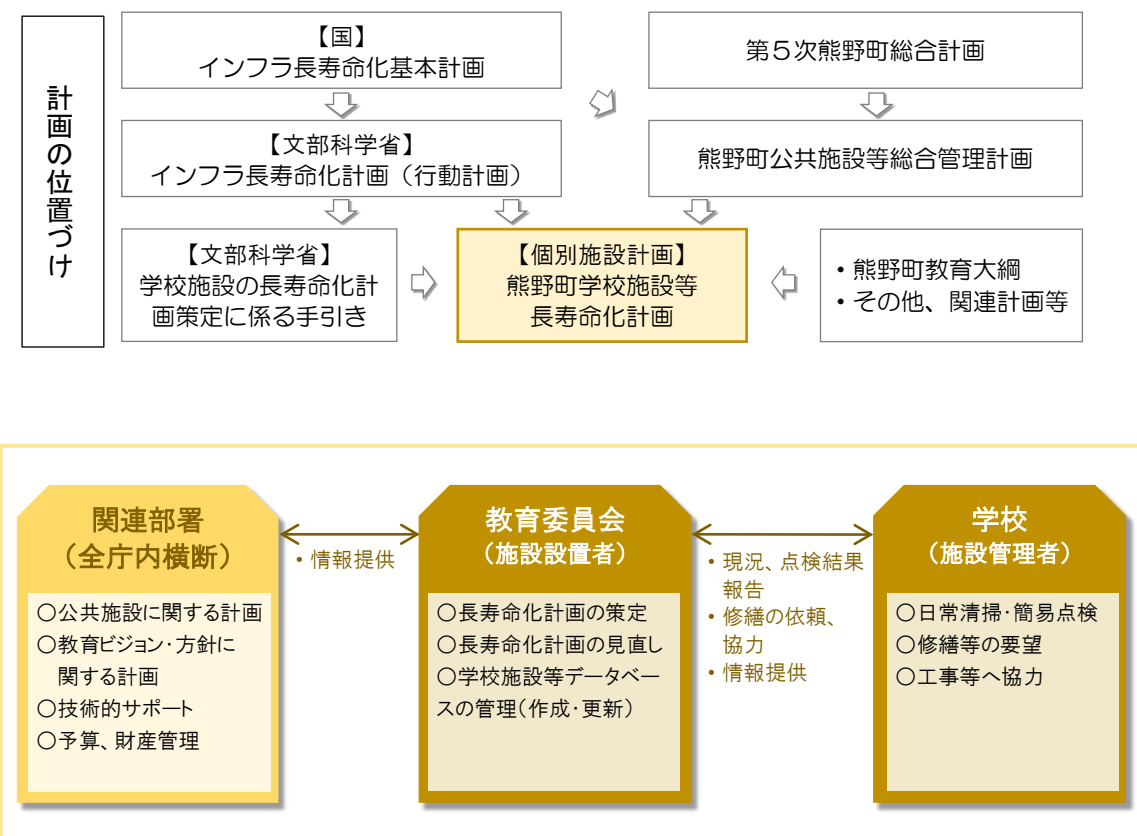 計画の位置づけ
【国】
インフラ長寿命化基本計画
第5次熊野町総合計画
【文部科学省】
インフラ長寿命化計画（行動計画）
熊野町公共施設等総合管理計画
【文部科学省】
学校施設の長寿命化計
画策定に係る手引き
【個別施設計画】
熊野町学校施設等
長寿命化計画
・熊野町教育大綱
・その他、関連計画等
関連部署
（全庁内横断）
○公共施設に関する計画
○教育ビジョン・方針に
関する計画
○技術的サポート
○予算、財産管理
・情報提供
教育委員会
（施設設置者）
○長寿命化計画の策定
○長寿命化計画の見直し
○学校施設等データベー
スの管理（作成・更新）
・現況、点検結果
報告
・修繕の依頼、
協力
・情報提供
学校
（施設管理者）
○日常清掃・簡易点検
○修繕等の要望
○工事等へ協力